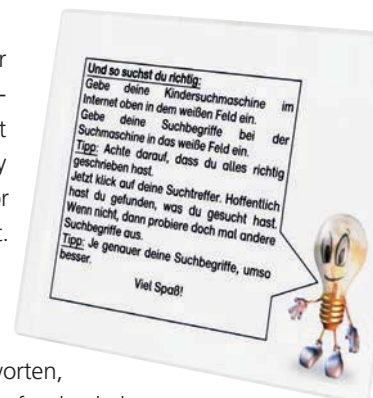 Und so suchst du richtig:
Gebe deine Kindersuchmaschine im
Internet oben in dem weißen Feld ein.
Gebe deine Suchbegriffe bei der
Suchmaschine in das weiße Feld ein.
Tipp: Achte darauf, dass du alles richtig
geschrieben hast.
Jetzt klick auf deine Suchtreffer. Hoffentlich
hast du gefunden, was du gesucht hast.
Wenn nicht, dann probiere doch mal andere
Suchbegriffe aus.
Tipp: Je genauer deine Suchbegriffe, umso
besser.
Viel Spaß!